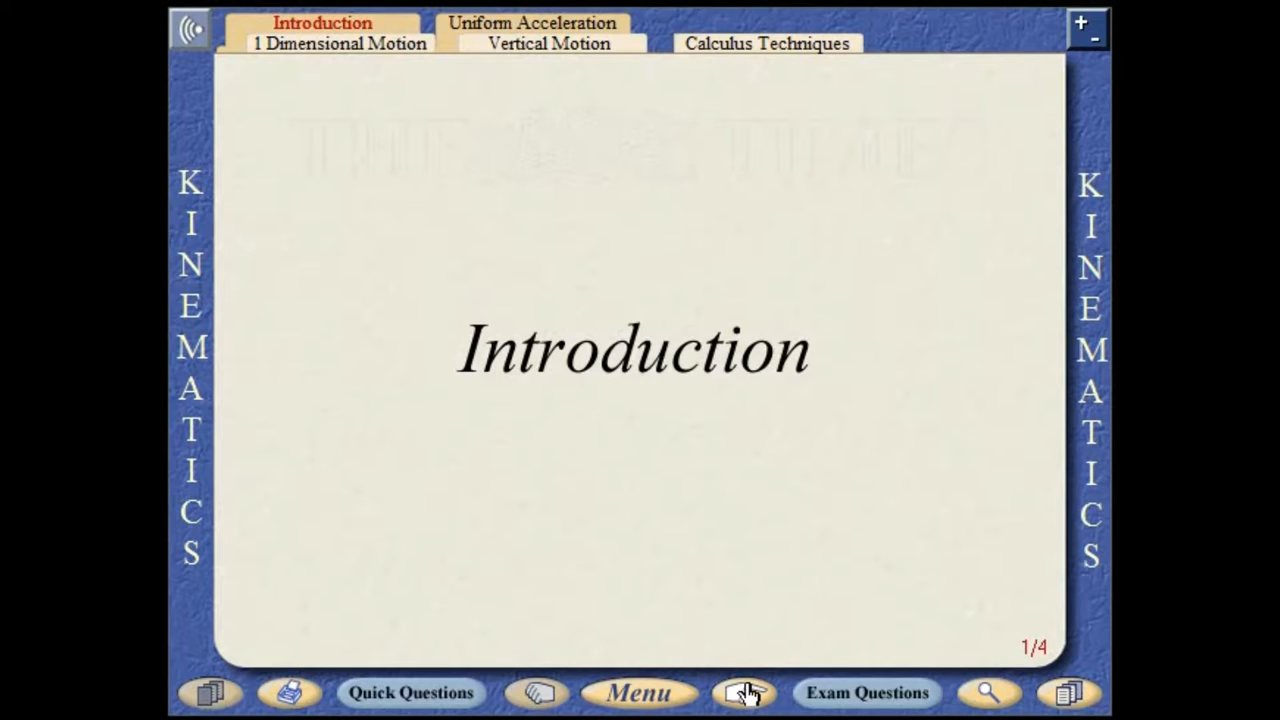 Introduction
Uniform Acceleration
1 Dimensional Motion
Vertical Motion
Calculus Techniques
+
-
KINEMATICS
Introduction
KINEMATICS
1/4
Quick Questions
Menu
Exam Questions